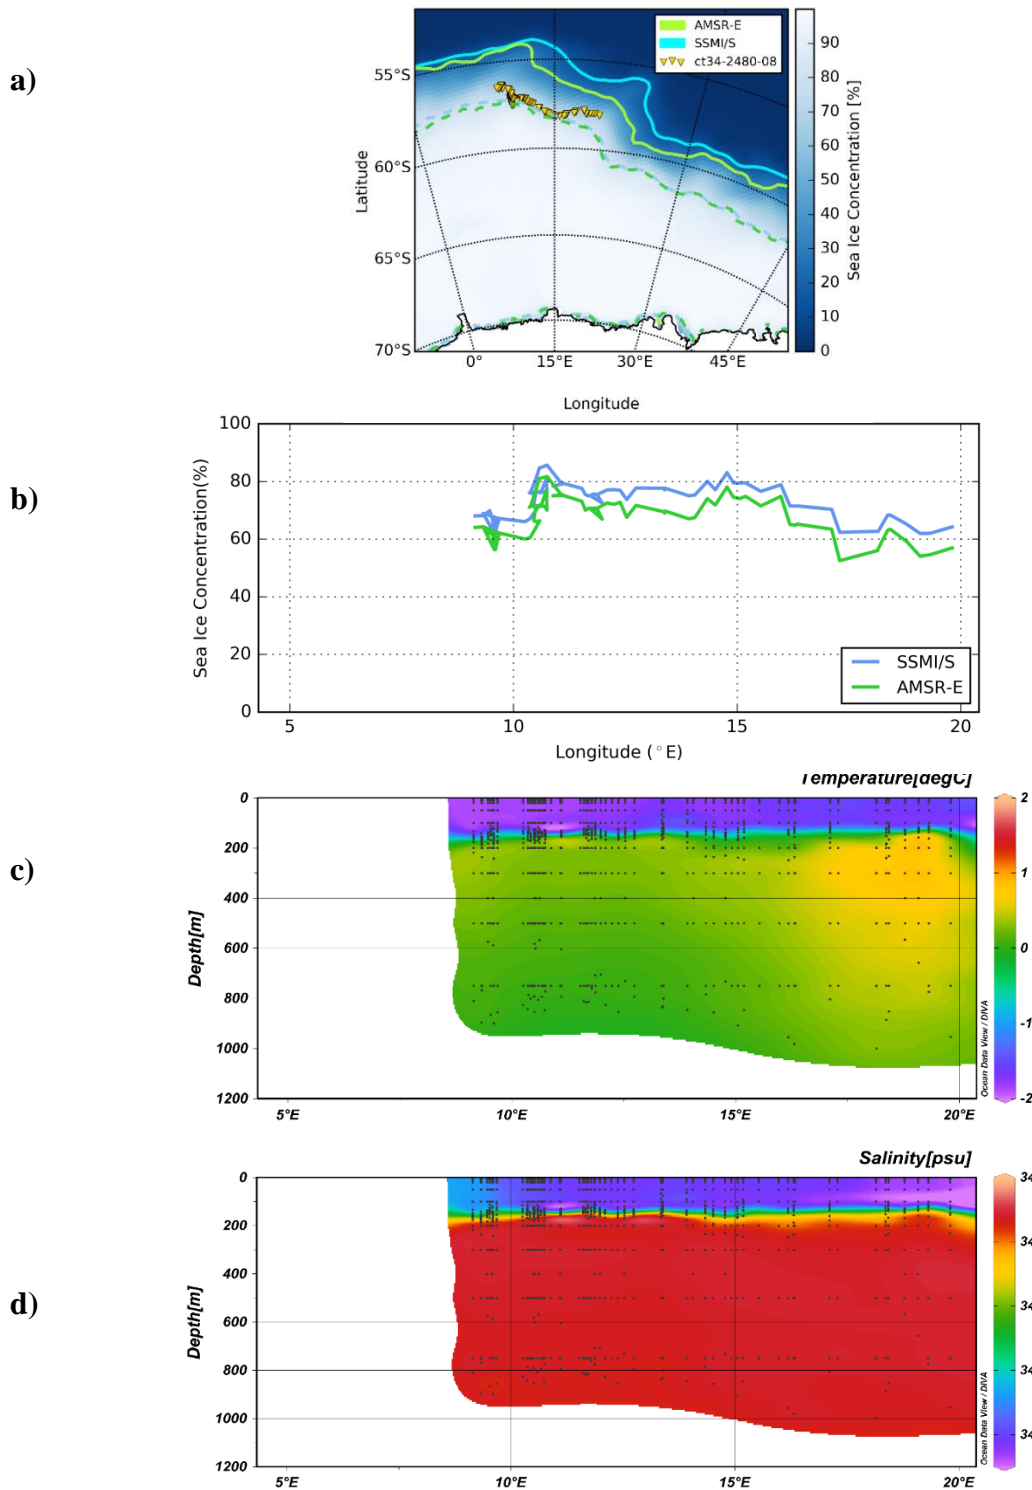 a)
AMSR-E
SSMI/S
ct34-2480-08
55°S
60°S
65°S
70°S
Latitude
0°
15°E
30°E
45°E
Longitude
90
80
70
60
50
40
30
20
10
0
Sea Ice Concentration [%]
b)
100
80
60
40
20
0
Sea Ice Concentration(%)
SSMI/S
AMSR-E
5
10
15
20
Longitude (°E)
c)
Temperature[degC]
0
200
400
600
800
1000
1200
Depth[m]
5°E
10°E
15°E
20°E
Ocean Data View / DIVA
2
1
0
-1
-2
d)
Salinity[psu]
0
200
400
600
800
1000
1200
Depth[m]
5°E
10°E
15°E
20°E
Ocean Data View / DIVA
34
34
34
34
34